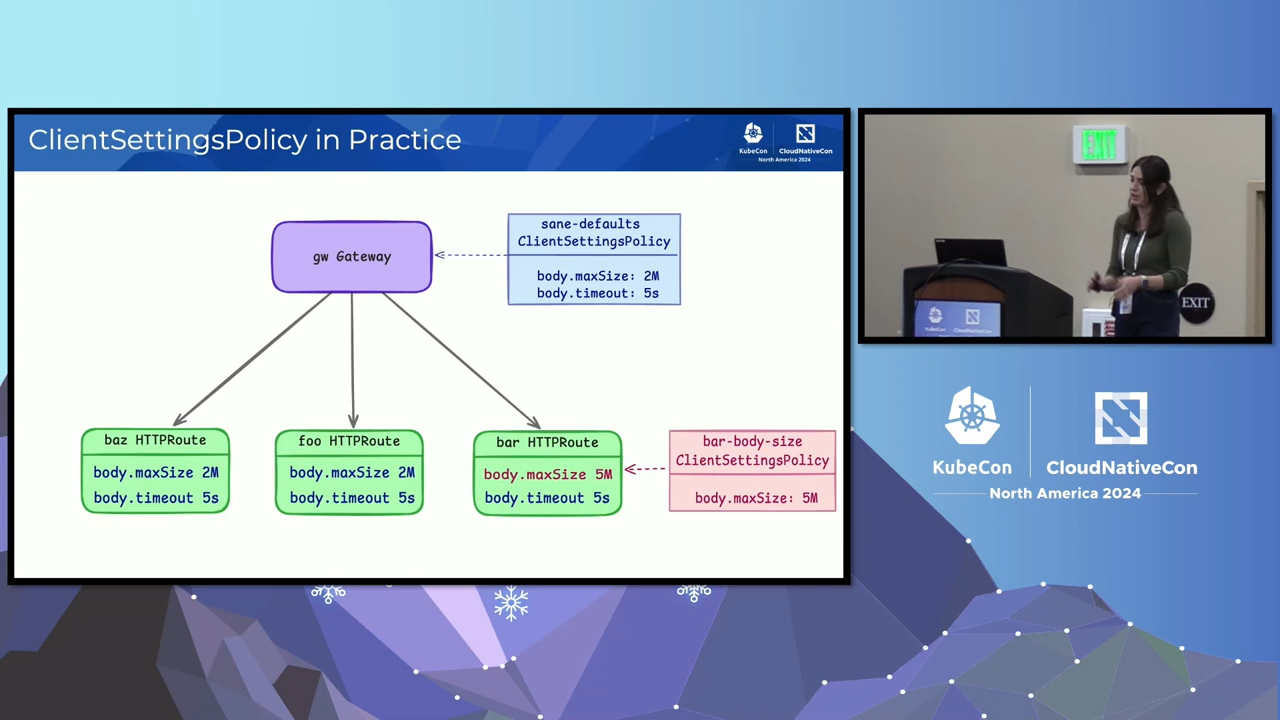 ClientSettingsPolicy in Practice
KubeCon
CloudNativeCon
North America 2024
gw Gateway
sane-defaults
ClientSettingsPolicy
body.maxSize: 2M
body.timeout: 5s
baz HTTPRoute
body.maxSize 2M
body.timeout 5s
foo HTTPRoute
body.maxSize 2M
body.timeout 5s
bar HTTPRoute
body.maxSize 5M
body.timeout 5s
bar-body-size
ClientSettingsPolicy
body.maxSize: 5M
EXIT
EXIT
KubeCon
CloudNativeCon
KubeCon
CloudNativeCon
North America 2024